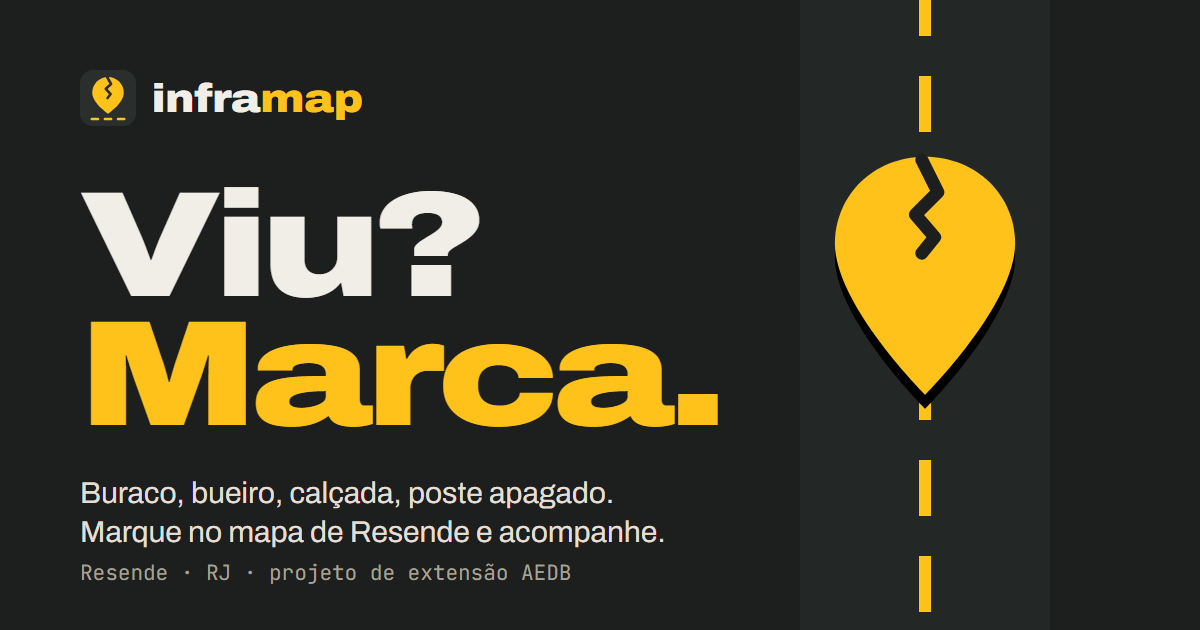 inframap
Viu?
Marca.
Buraco, bueiro, calçada, poste apagado.
Marque no mapa de Resende e acompanhe.
Resende · RJ · projeto de extensão AEDB